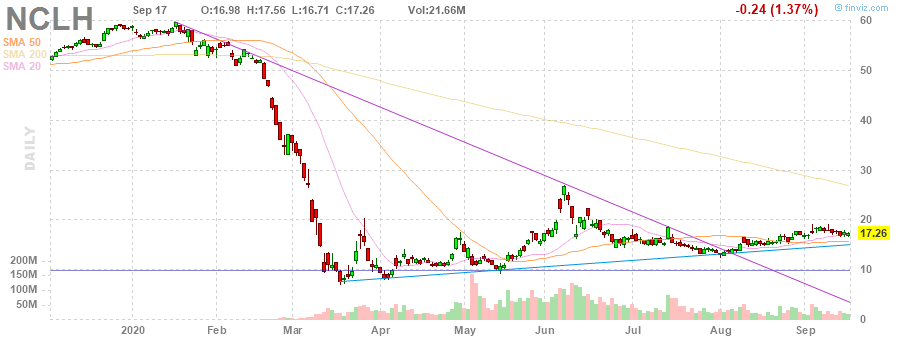 NCLH Sep 17 O:16.98 H:17.56 L:16.71 C:17.26 Vol:21.66M -0.24 (1.37%) © finviz.com
SMA 50
SMA 200
SMA 20
DAILY
60
50
40
30
20
17.26
10
0
200M
150M
100M
50M
2020 Feb Mar Apr May Jun Jul Aug Sep